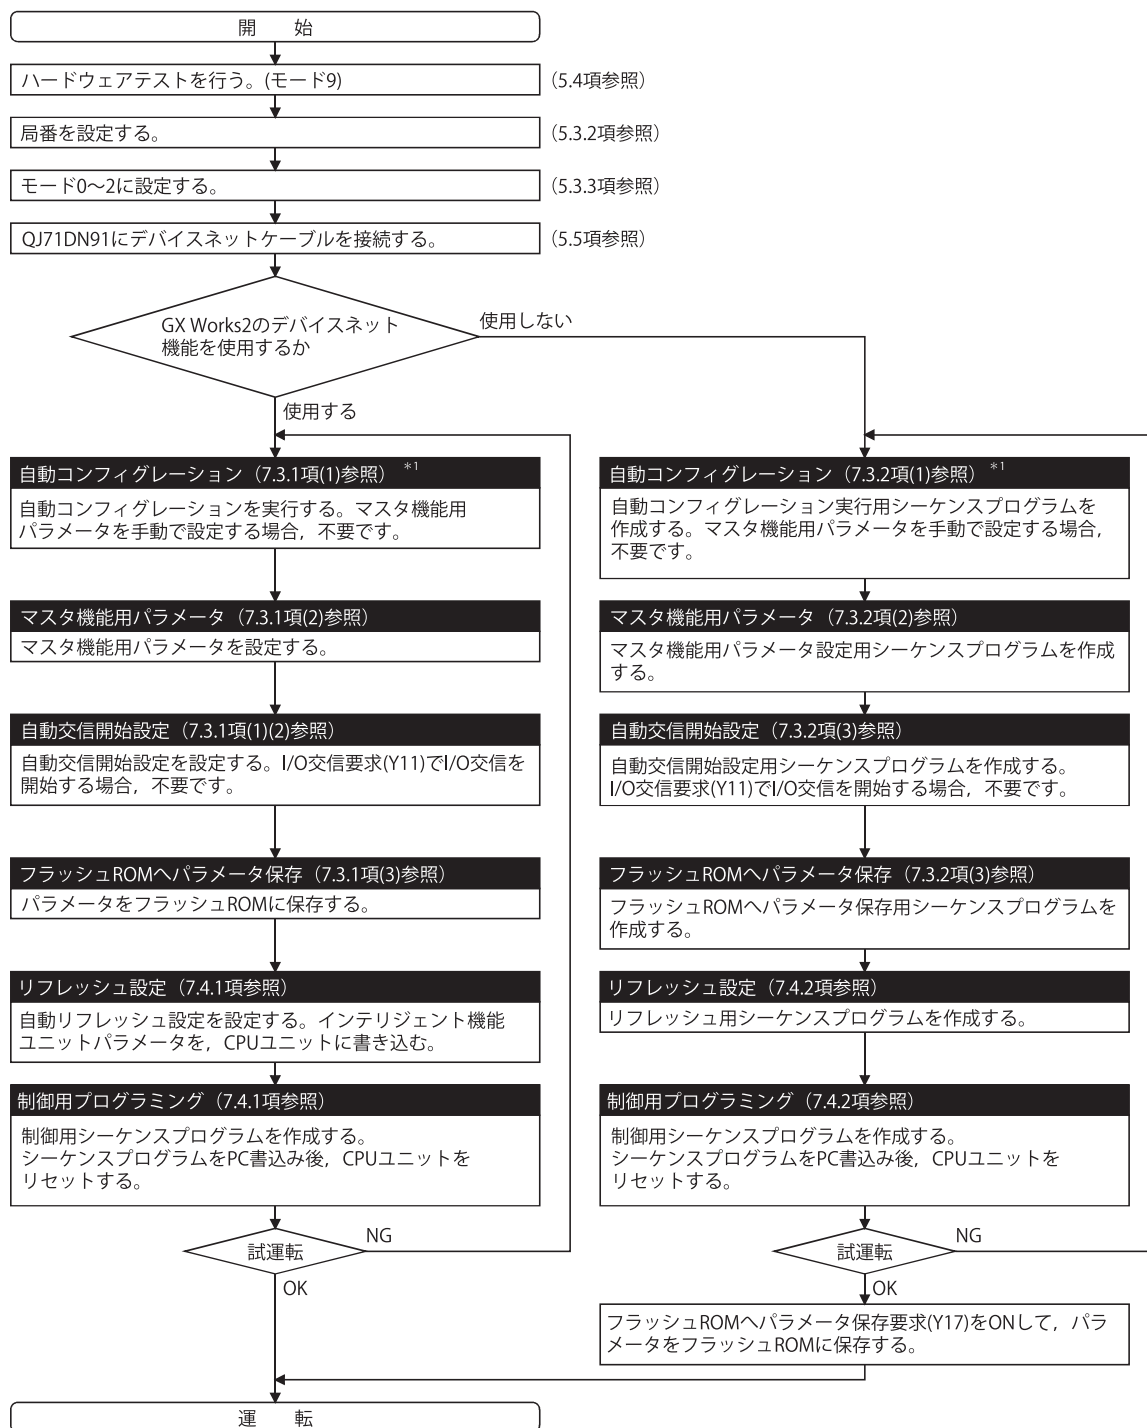 開　始
ハードウェアテストを行う。(モード9)
（5.4項参照）
局番を設定する。
（5.3.2項参照）
モード0～2に設定する。
（5.3.3項参照）
QJ71DN91にデバイスネットケーブルを接続する。
（5.5項参照）
GX Works2のデバイスネット
機能を使用するか
使用しない
使用する
自動コンフィグレーション（7.3.1項(1)参照） *1
自動コンフィグレーションを実行する。マスタ機能用
パラメータを手動で設定する場合，不要です。
マスタ機能用パラメータ（7.3.1項(2)参照）
マスタ機能用パラメータを設定する。
自動交信開始設定（7.3.1項(1)(2)参照）
自動交信開始設定を設定する。I/O交信要求(Y11)でI/O交信を
開始する場合，不要です。
フラッシュROMへパラメータ保存（7.3.1項(3)参照）
パラメータをフラッシュROMに保存する。
リフレッシュ設定（7.4.1項参照）
自動リフレッシュ設定を設定する。インテリジェント機能
ユニットパラメータを，CPUユニットに書き込む。
制御用プログラミング（7.4.1項参照）
制御用シーケンスプログラムを作成する。
シーケンスプログラムをPC書込み後，CPUユニットを
リセットする。
試運転
NG
OK
自動コンフィグレーション（7.3.2項(1)参照） *1
自動コンフィグレーション実行用シーケンスプログラムを
作成する。マスタ機能用パラメータを手動で設定する場合，
不要です。
マスタ機能用パラメータ（7.3.2項(2)参照）
マスタ機能用パラメータ設定用シーケンスプログラムを作成
する。
自動交信開始設定（7.3.2項(3)参照）
自動交信開始設定用シーケンスプログラムを作成する。
I/O交信要求(Y11)でI/O交信を開始する場合，不要です。
フラッシュROMへパラメータ保存（7.3.2項(3)参照）
フラッシュROMへパラメータ保存用シーケンスプログラムを
作成する。
リフレッシュ設定（7.4.2項参照）
リフレッシュ用シーケンスプログラムを作成する。
制御用プログラミング（7.4.2項参照）
制御用シーケンスプログラムを作成する。
シーケンスプログラムをPC書込み後，CPUユニットを
リセットする。
試運転
NG
OK
フラッシュROMへパラメータ保存要求(Y17)をONして，パラ
メータをフラッシュROMに保存する。
運　転